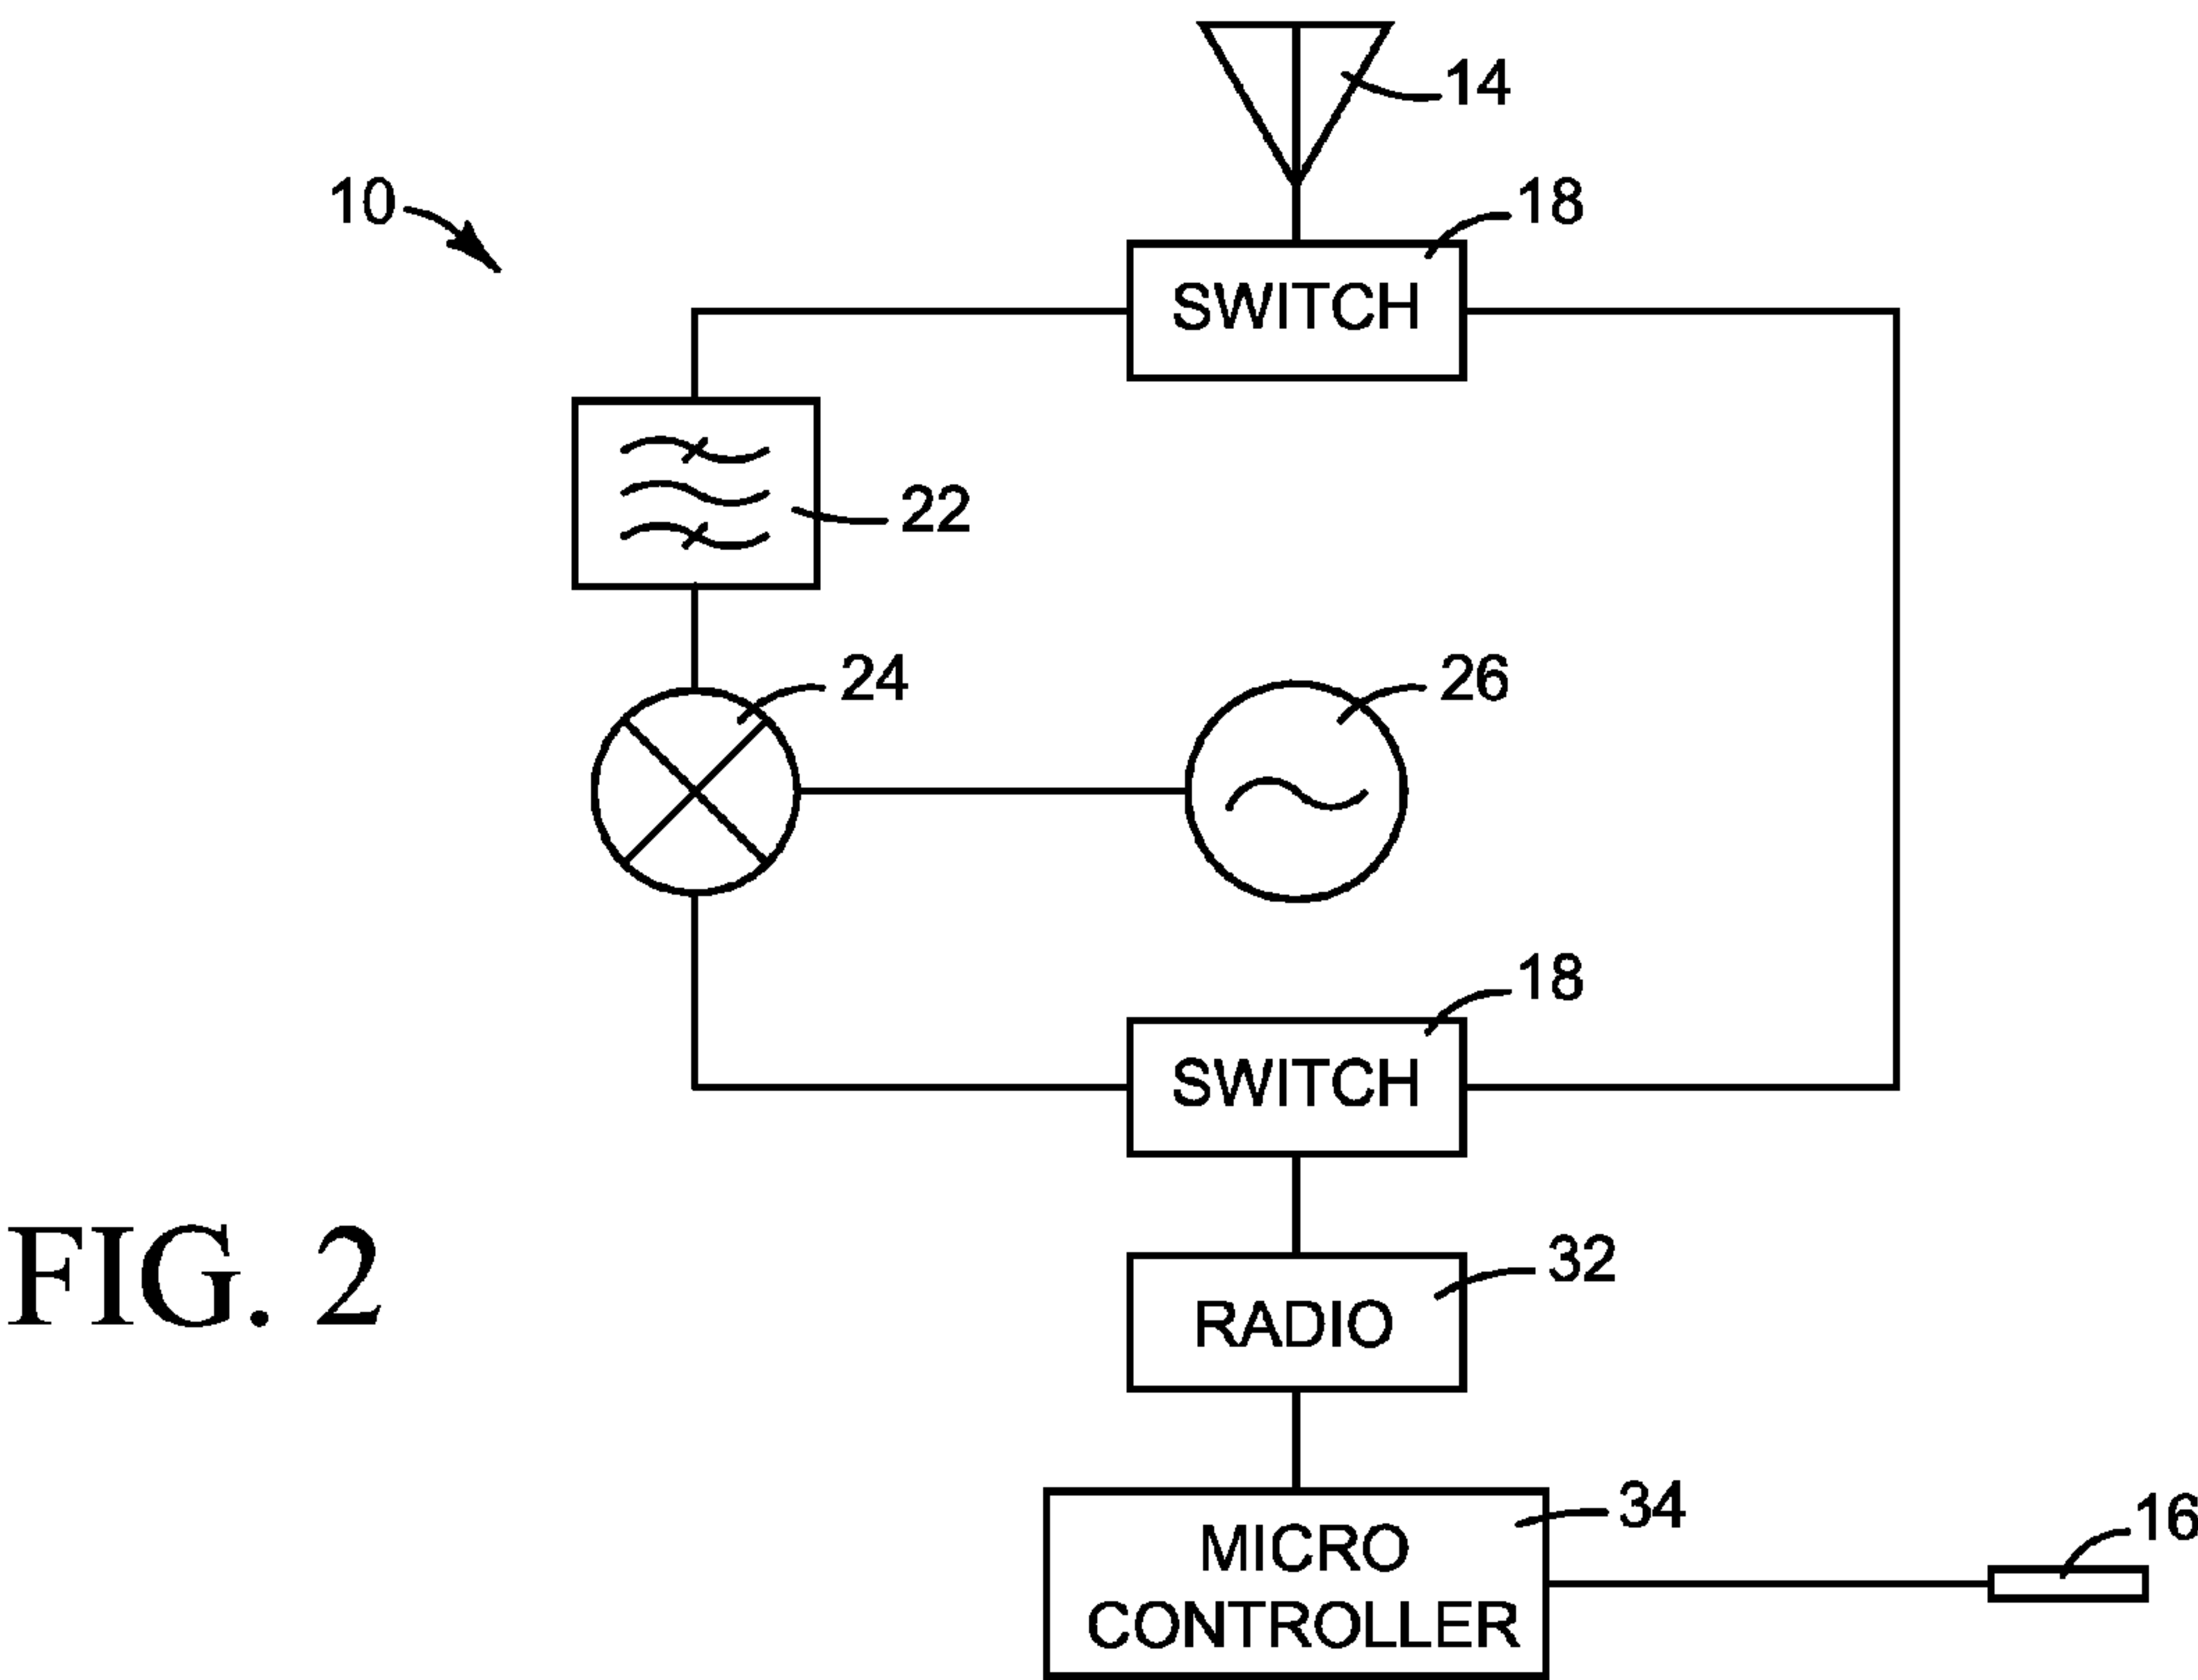 14
10
18
SWITCH
22
24
26
18
SWITCH
32
FIG. 2
RADIO
34
16
MICRO
CONTROLLER